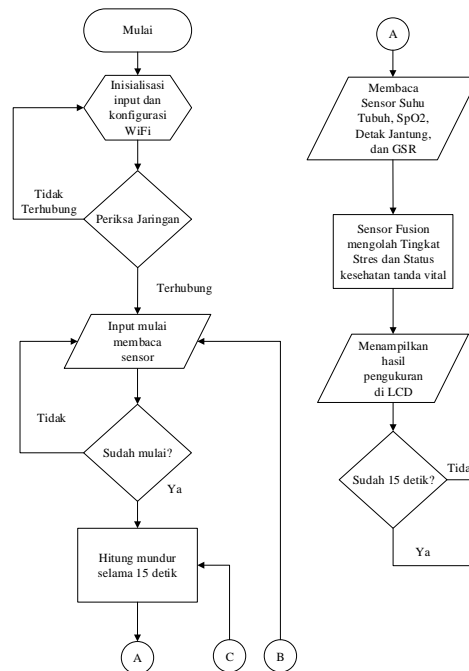 Mulai
Inisialisasi
input dan
konfigurasi
WiFi
Tidak
Terhubung
Periksa Jaringan
Terhubung
Input mulai
membaca
sensor
Tidak
Sudah mulai?
Ya
Hitung mundur
selama 15 detik
A
C
B
A
Membaca
Sensor Suhu
Tubuh, SpO2,
Detak Jantung,
dan GSR
Sensor Fusion
mengolah Tingkat
Stres dan Status
kesehatan tanda vital
Menampilkan
hasil
pengukuran
di LCD
Sudah 15 detik?
Tida
Ya